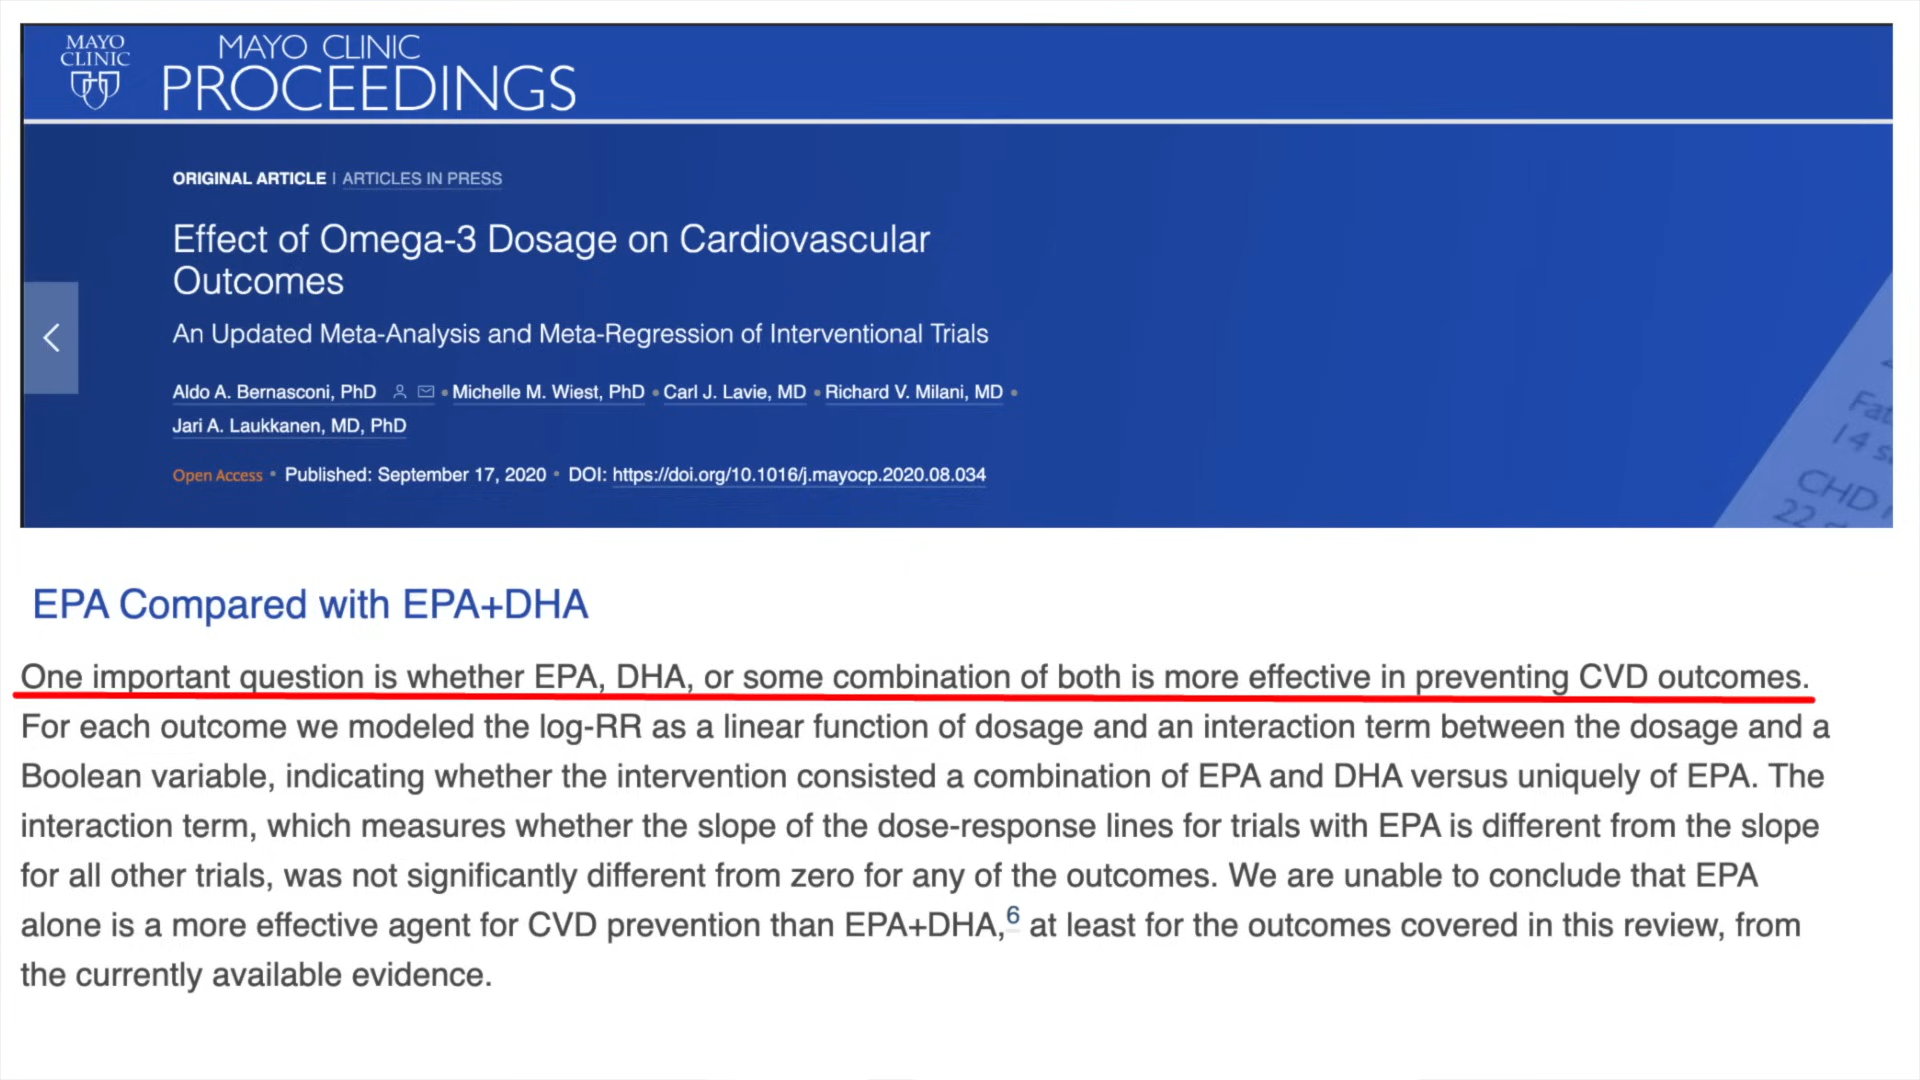 MAYO
CLINIC
MAYO CLINIC
PROCEEDINGS
ORIGINAL ARTICLE | ARTICLES IN PRESS
Effect of Omega-3 Dosage on Cardiovascular
Outcomes
An Updated Meta-Analysis and Meta-Regression of Interventional Trials
Aldo A. Bernasconi, PhD • Michelle M. Wiest, PhD • Carl J. Lavie, MD • Richard V. Milani, MD •
Jari A. Laukkanen, MD, PhD
Open Access • Published: September 17, 2020 • DOI: https://doi.org/10.1016/j.mayocp.2020.08.034
CHD
22
EPA Compared with EPA+DHA
One important question is whether EPA, DHA, or some combination of both is more effective in preventing CVD outcomes.
For each outcome we modeled the log-RR as a linear function of dosage and an interaction term between the dosage and a
Boolean variable, indicating whether the intervention consisted a combination of EPA and DHA versus uniquely of EPA. The
interaction term, which measures whether the slope of the dose-response lines for trials with EPA is different from the slope
for all other trials, was not significantly different from zero for any of the outcomes. We are unable to conclude that EPA
alone is a more effective agent for CVD prevention than EPA+DHA,6 at least for the outcomes covered in this review, from
the currently available evidence.